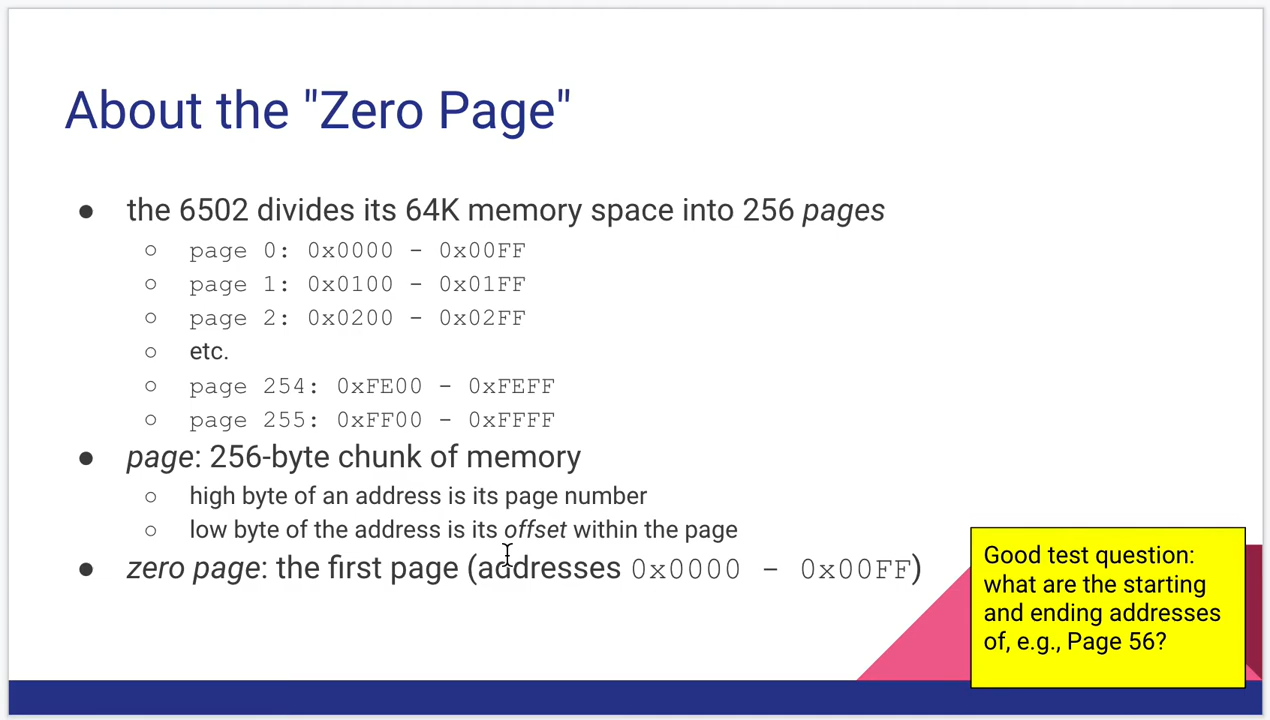 About the "Zero Page"
● the 6502 divides its 64K memory space into 256 pages
○ page 0: 0x0000 - 0x00FF
○ page 1: 0x0100 - 0x01FF
○ page 2: 0x0200 - 0x02FF
○ etc.
○ page 254: 0xFE00 - 0xFEFF
○ page 255: 0xFF00 - 0xFFFF
● page: 256-byte chunk of memory
○ high byte of an address is its page number
○ low byte of the address is its offset within the page
● zero page: the first page (addresses 0x0000 - 0x00FF)
Good test question:
what are the starting
and ending addresses
of, e.g., Page 56?